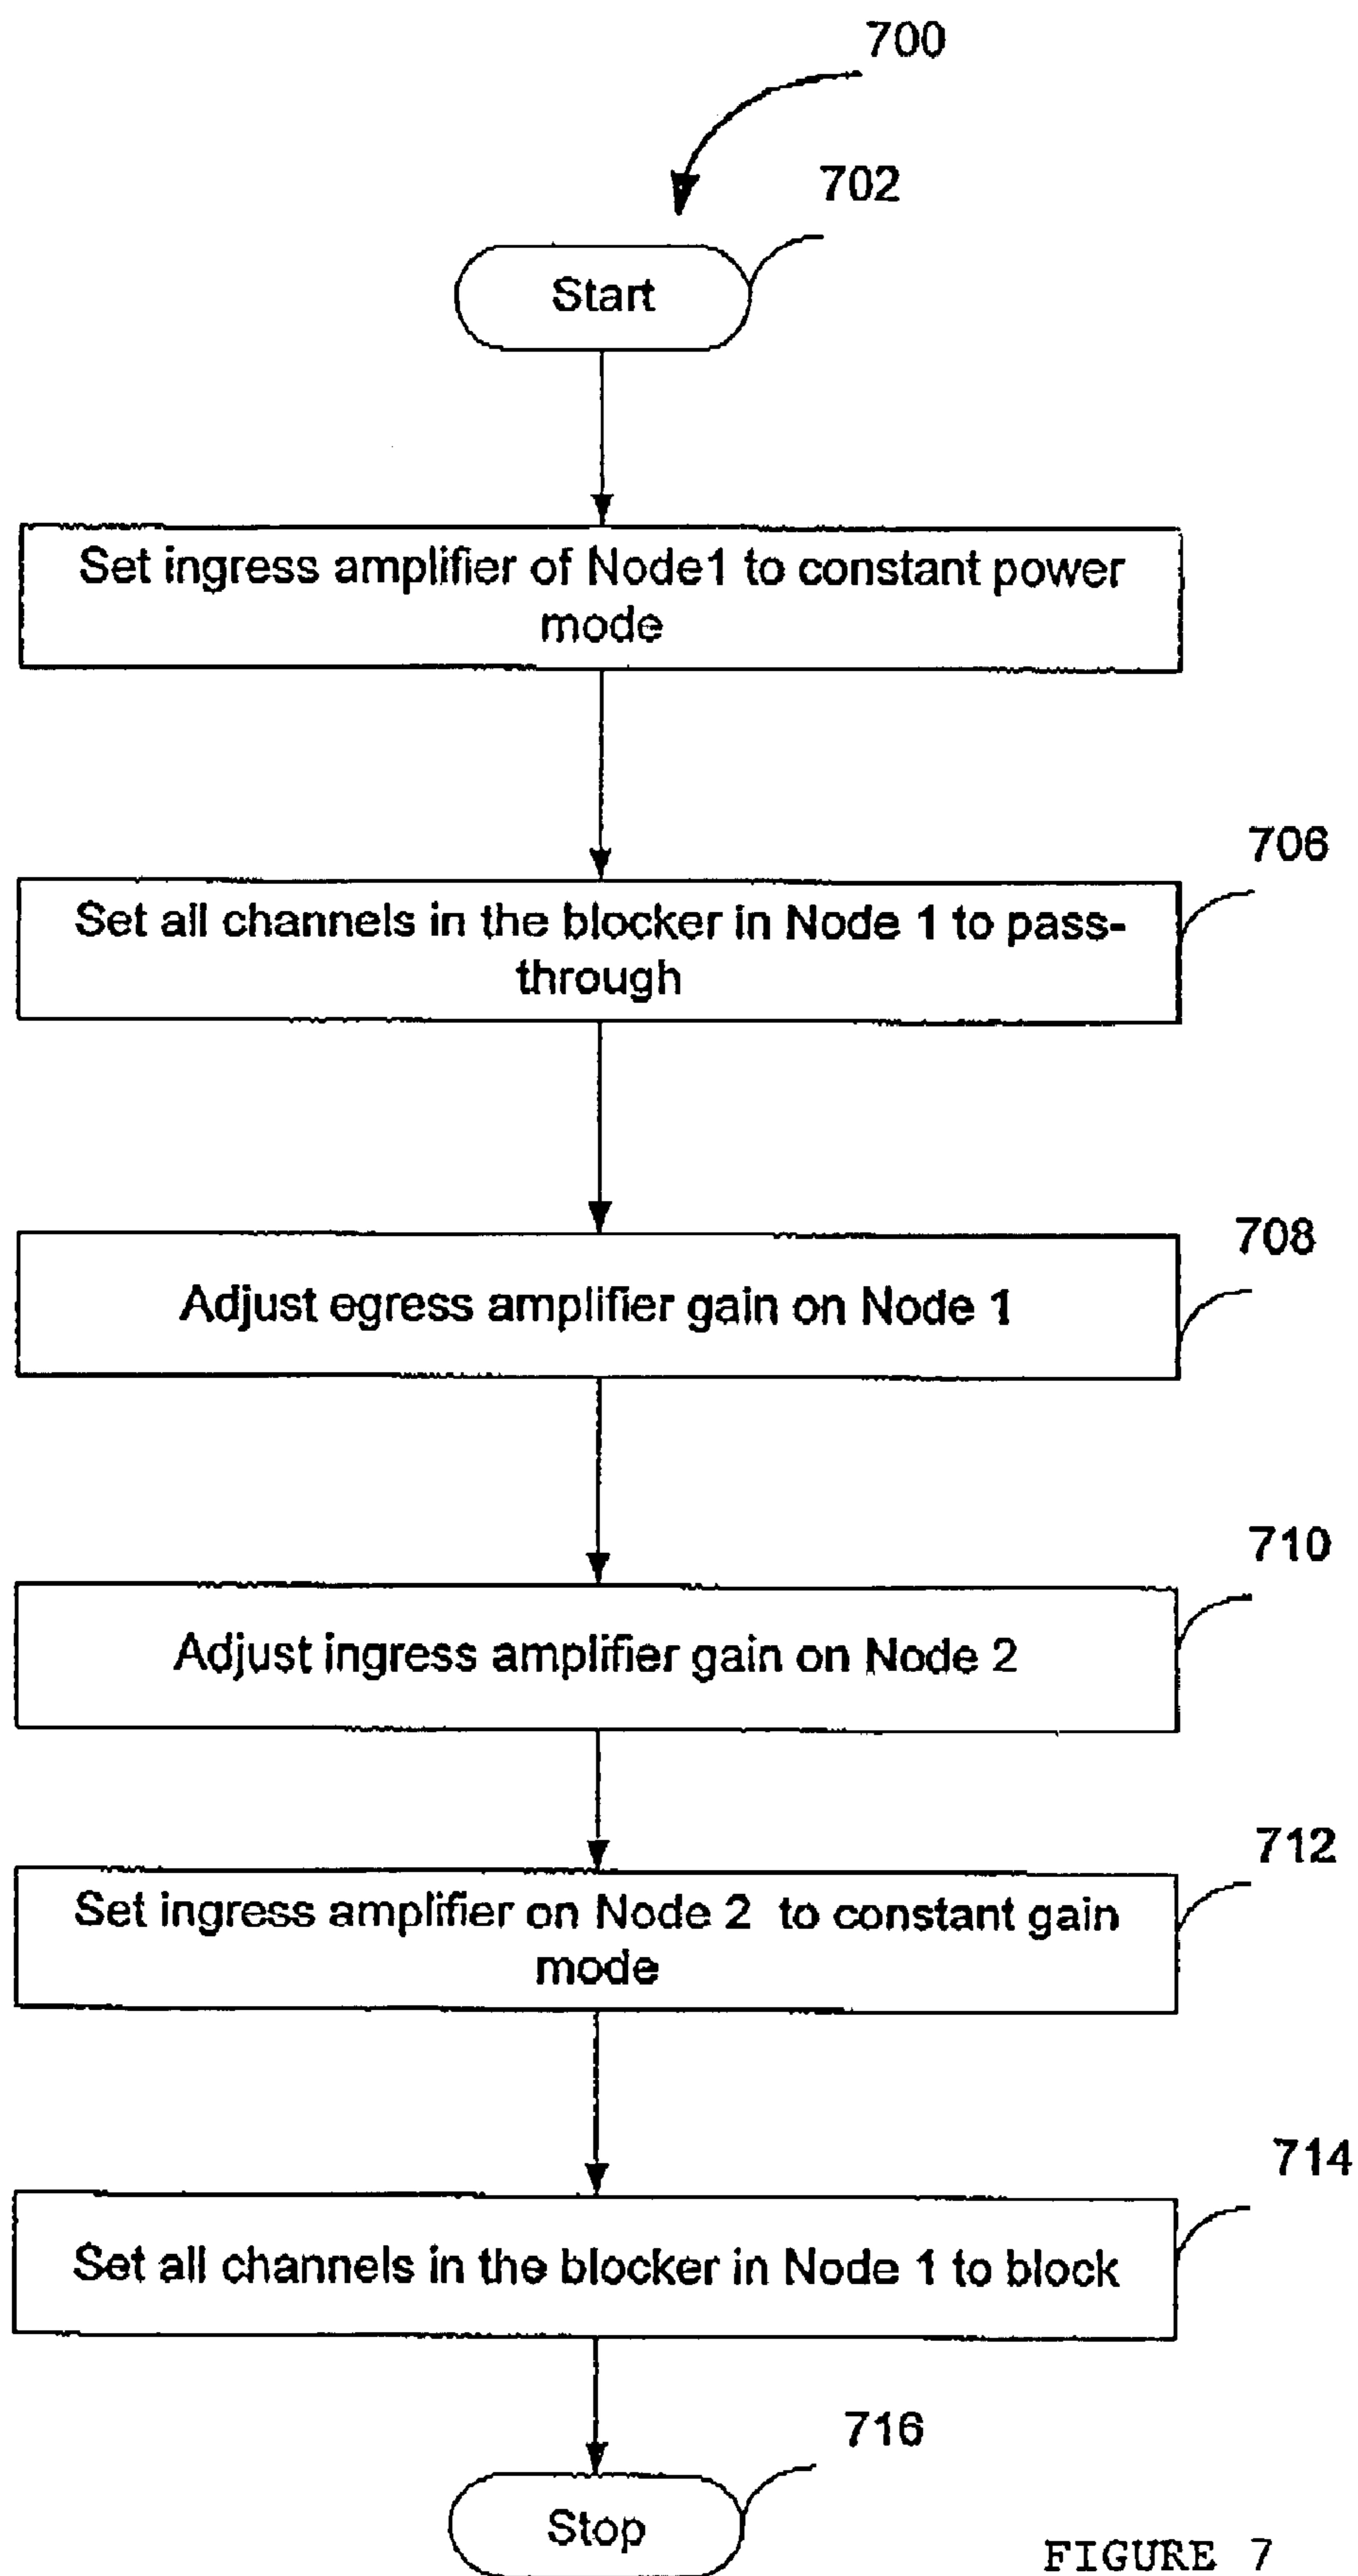 700
702
Start
Set ingress amplifier of Node1 to constant power
mode
706
Set all channels in the blocker in Node 1 to pass-
through
708
Adjust egress amplifier gain on Node 1
710
Adjust ingress amplifier gain on Node 2
712
Set ingress amplifier on Node 2 to constant gain
mode
714
Set all channels in the blocker in Node 1 to block
716
Stop
FIGURE 7